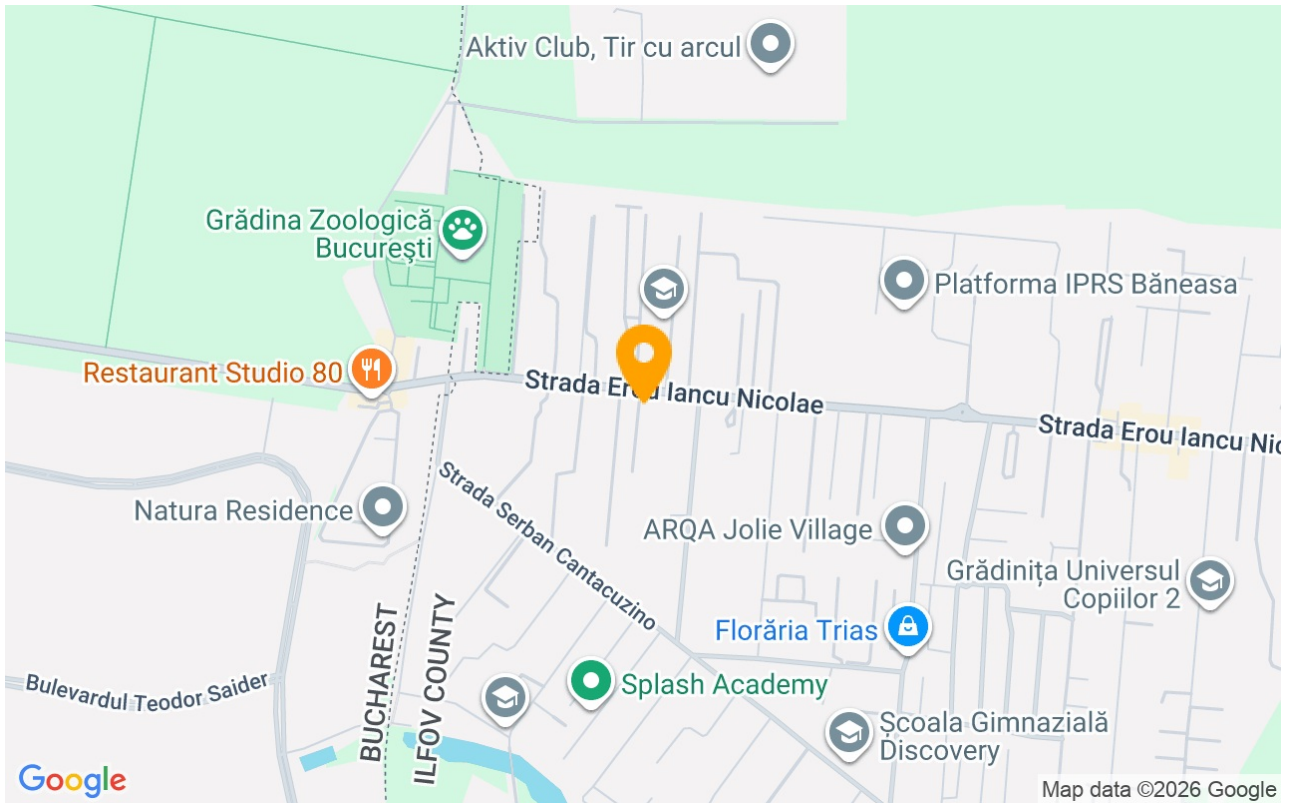 Aktiv Club, Tir cu arcul
Grădina Zoologică
București
Platforma IPRS Băneasa
Restaurant Studio 80
Strada Erou Iancu Nicolae
Strada Erou Iancu Nic
Strada Serban Cantacuzino
Natura Residence
ARQA Jolie Village
Grădinița Universul
Copiilor 2
Florăria Trias
BUCHAREST
ILFOV COUNTY
Splash Academy
Bulevardul Teodor Saider
Școala Gimnazială
Discovery
Google
Map data ©2026 Google